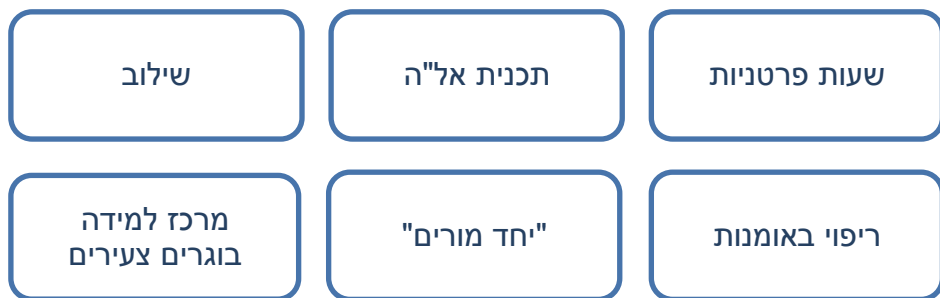 שעות פרטניות
תכנית אל"ה
שילוב
ריפוי באומנות
"יחד מורים"
מרכז למידה
בוגרים צעירים